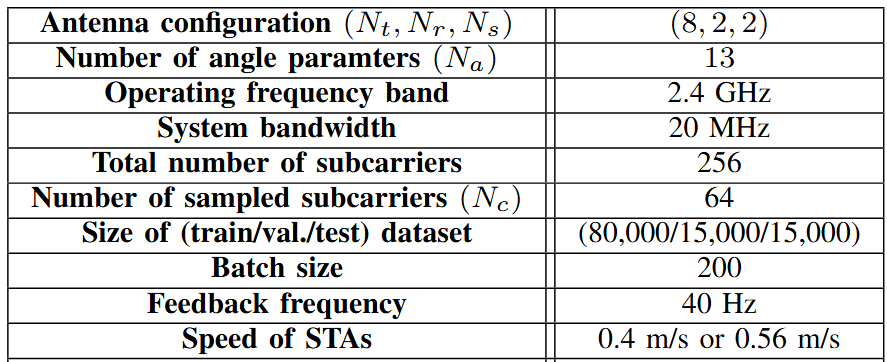 Antenna configuration (N_t, N_r, N_s) (8, 2, 2)
Number of angle paramters (N_a) 13
Operating frequency band 2.4 GHz
System bandwidth 20 MHz
Total number of subcarriers 256
Number of sampled subcarriers (N_c) 64
Size of (train/val./test) dataset (80,000/15,000/15,000)
Batch size 200
Feedback frequency 40 Hz
Speed of STAs 0.4 m/s or 0.56 m/s